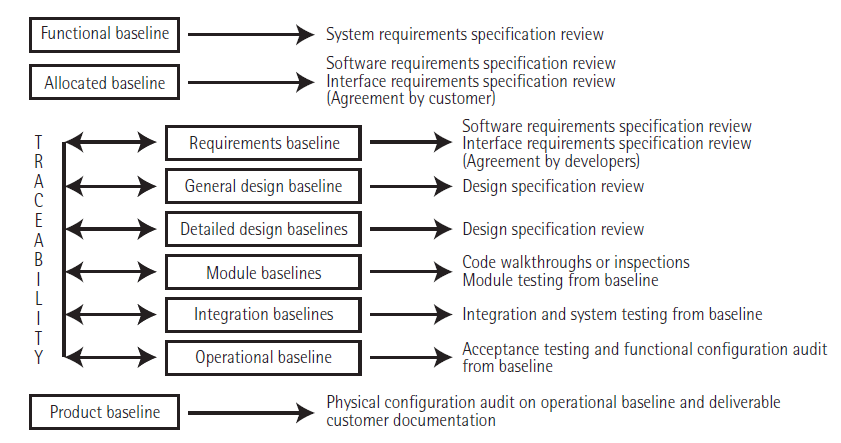 Functional baseline
System requirements specification review
Allocated baseline
Software requirements specification review
Interface requirements specification review
(Agreement by customer)
TRACEABILITY
Requirements baseline
Software requirements specification review
Interface requirements specification review
(Agreement by developers)
General design baseline
Design specification review
Detailed design baselines
Design specification review
Module baselines
Code walkthroughs or inspections
Module testing from baseline
Integration baselines
Integration and system testing from baseline
Operational baseline
Acceptance testing and functional configuration audit
from baseline
Product baseline
Physical configuration audit on operational baseline and deliverable
customer documentation